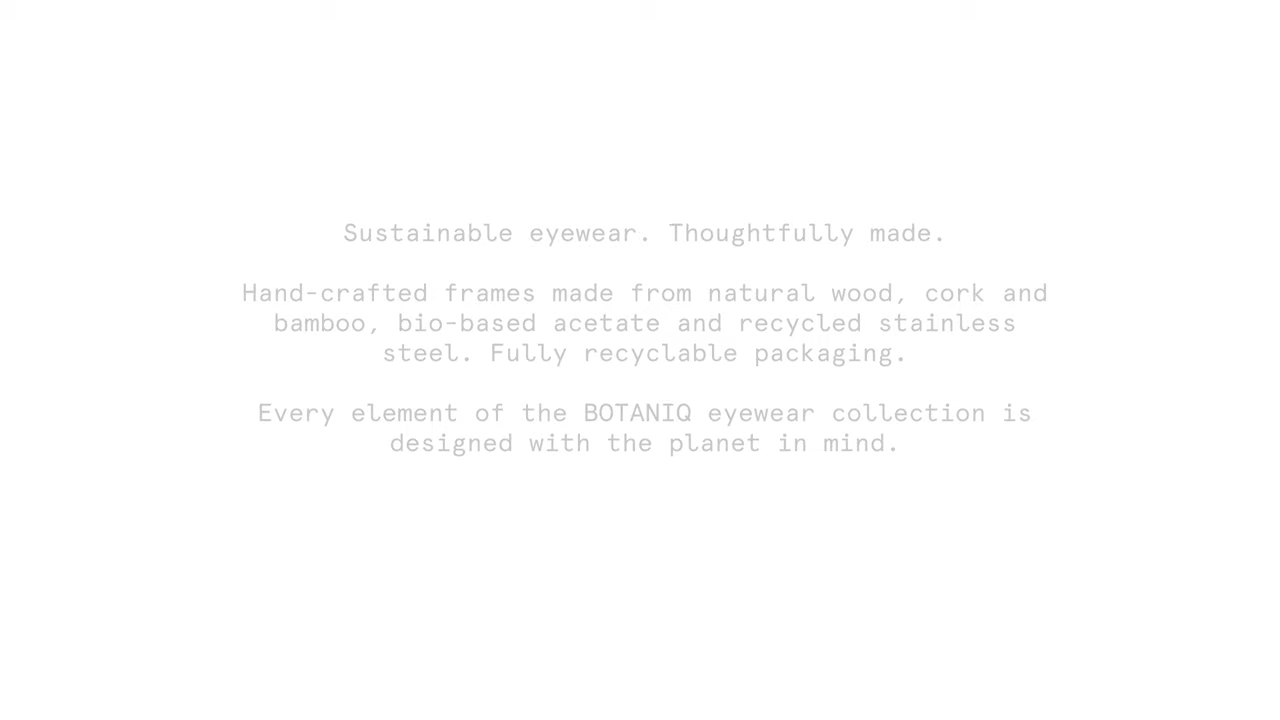 Sustainable eyewear. Thoughtfully made.
Hand-crafted frames made from natural wood, cork and
bamboo, bio-based acetate and recycled stainless
steel. Fully recyclable packaging.
Every element of the BOTANIQ eyewear collection is
designed with the planet in mind.